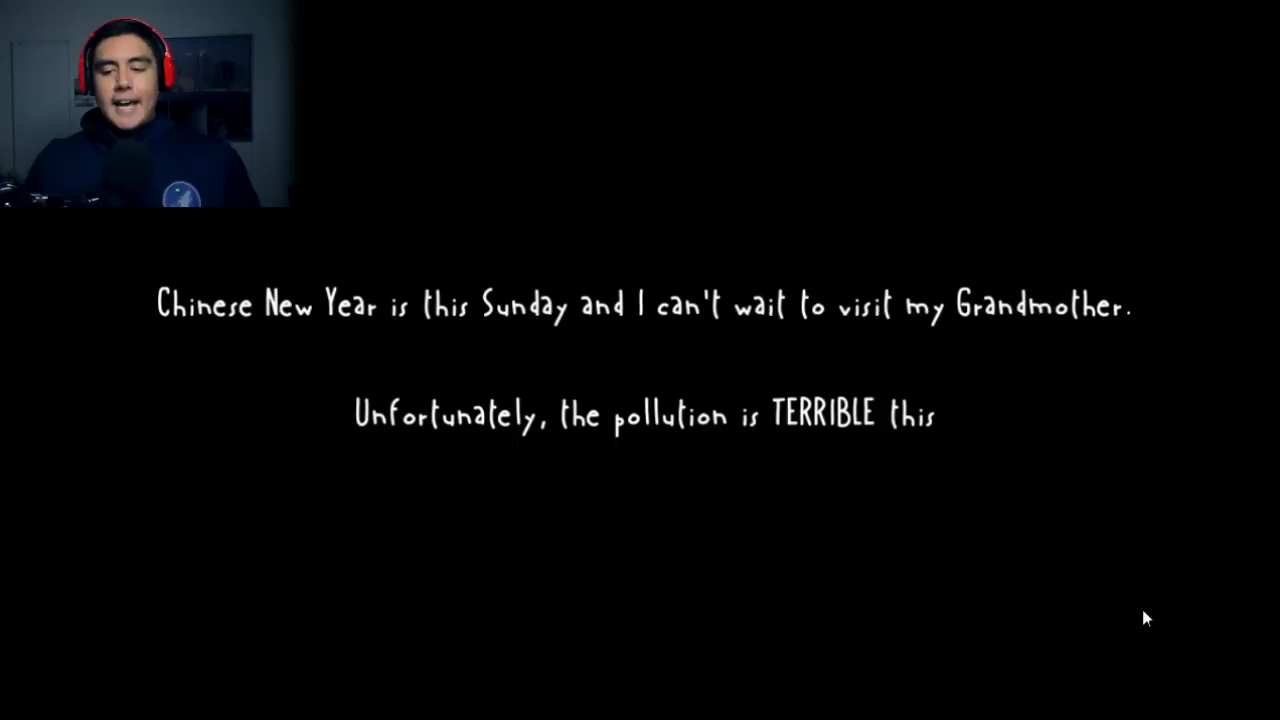 Chinese New Year is this Sunday and I can't wait to visit my Grandmother.
Unfortunately, the pollution is TERRIBLE this